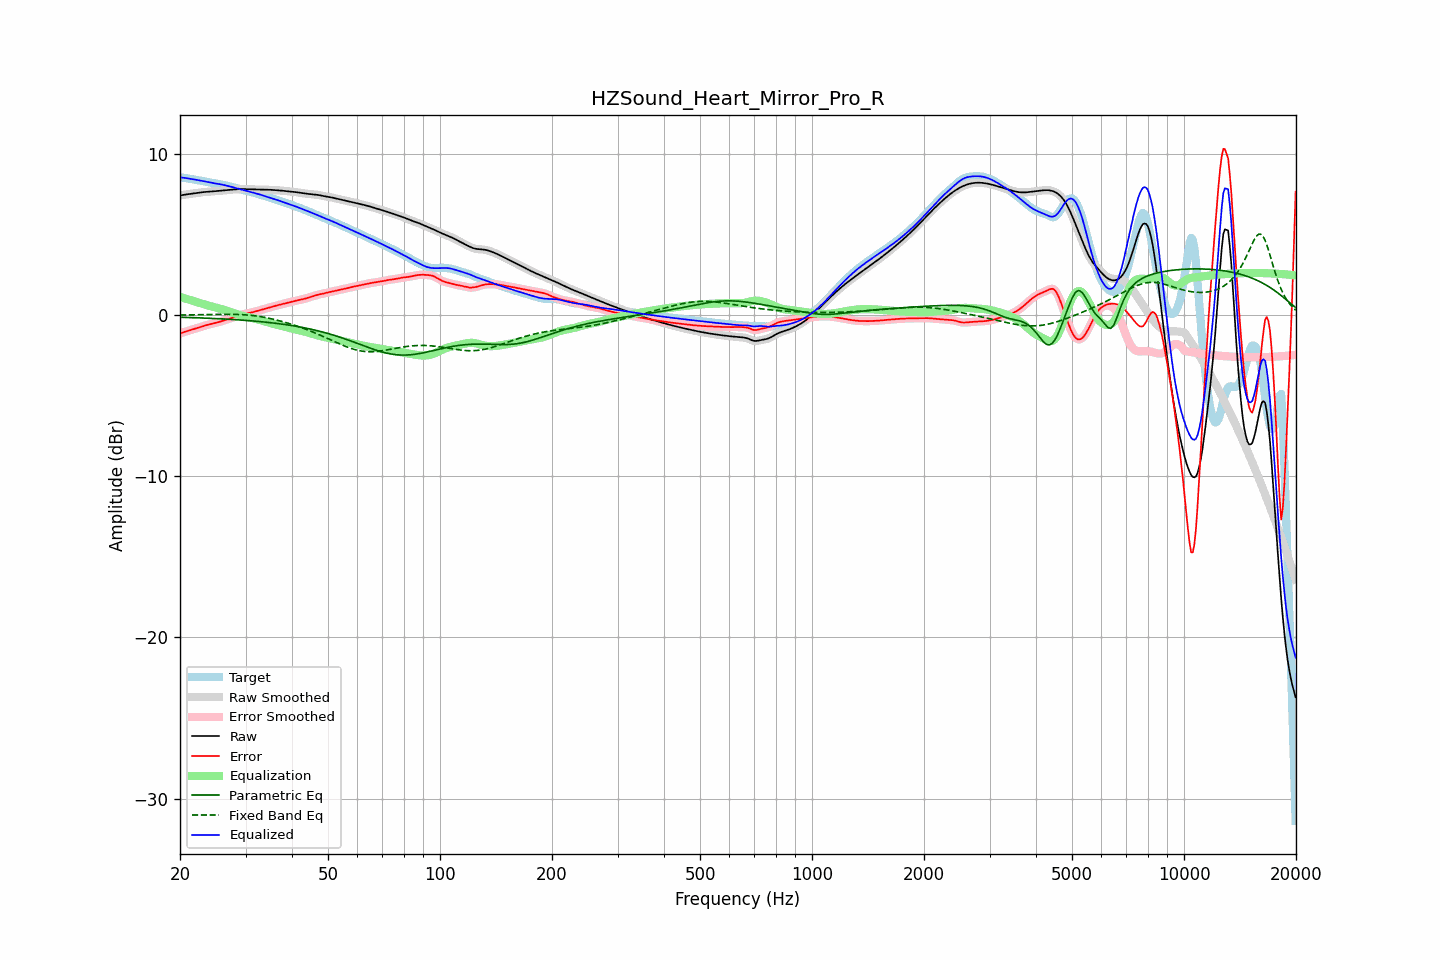 HZSound_Heart_Mirror_Pro_R
10
0
−10
−20
−30
Amplitude (dBr)
Target
Raw Smoothed
Error Smoothed
Raw
Error
Equalization
Parametric Eq
Fixed Band Eq
Equalized
20 50 100 200 500 1000 2000 5000 10000 20000
Frequency (Hz)